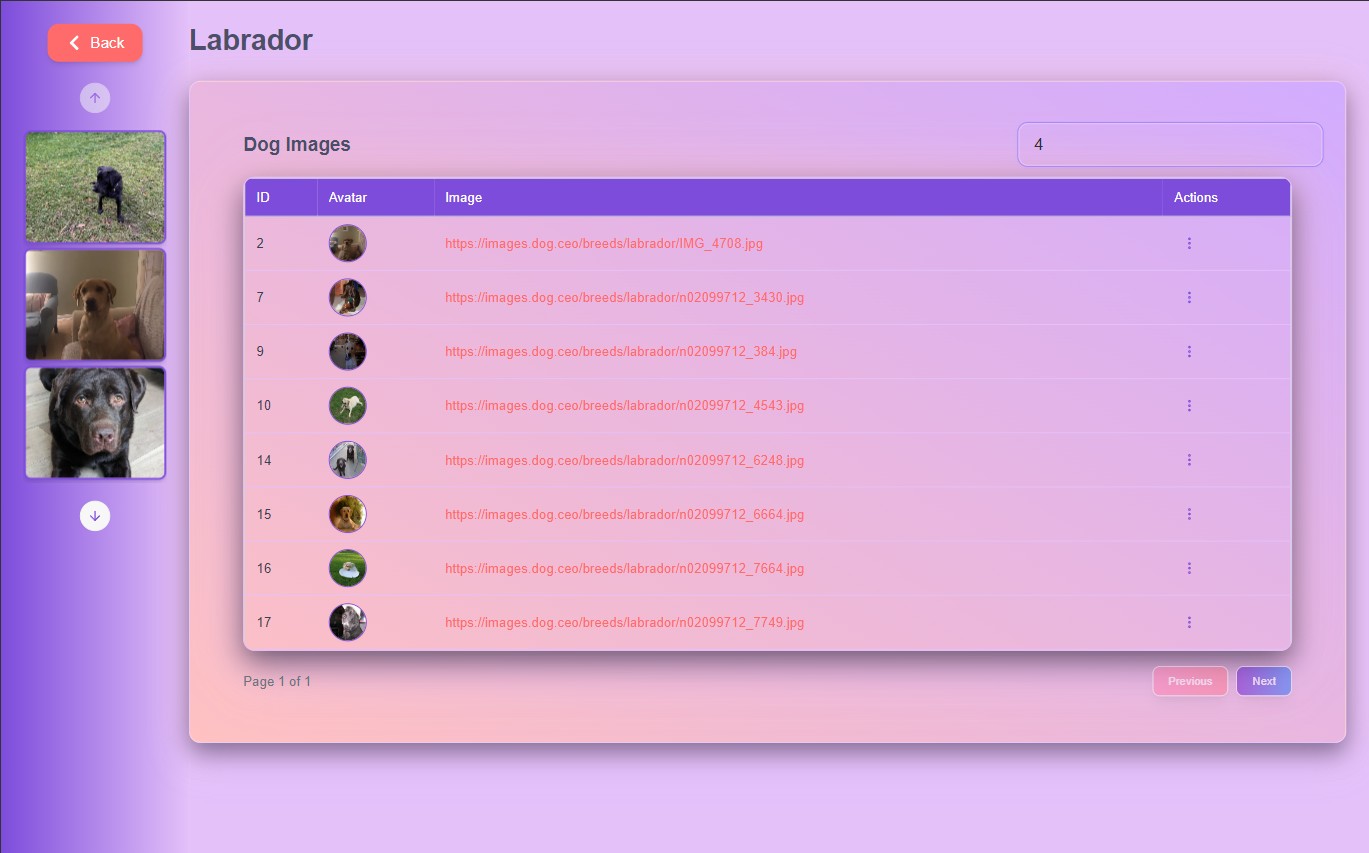 Back
Labrador
Dog Images
4
ID Avatar Image Actions
2 https://images.dog.ceo/breeds/labrador/IMG_4708.jpg
7 https://images.dog.ceo/breeds/labrador/n02099712_3430.jpg
9 https://images.dog.ceo/breeds/labrador/n02099712_384.jpg
10 https://images.dog.ceo/breeds/labrador/n02099712_4543.jpg
14 https://images.dog.ceo/breeds/labrador/n02099712_6248.jpg
15 https://images.dog.ceo/breeds/labrador/n02099712_6664.jpg
16 https://images.dog.ceo/breeds/labrador/n02099712_7664.jpg
17 https://images.dog.ceo/breeds/labrador/n02099712_7749.jpg
Page 1 of 1
Previous Next